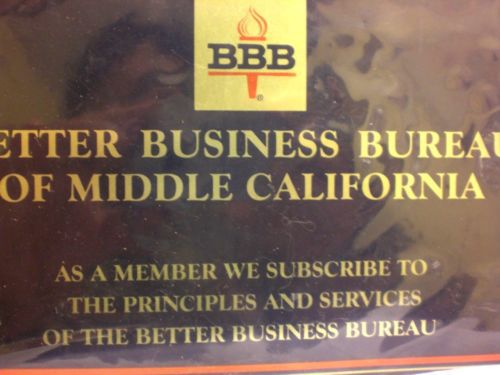 BBB
ETTER BUSINESS BUREAU
OF MIDDLE CALIFORNIA
AS A MEMBER WE SUBSCRIBE TO
THE PRINCIPLES AND SERVICES
OF THE BETTER BUSINESS BUREAU